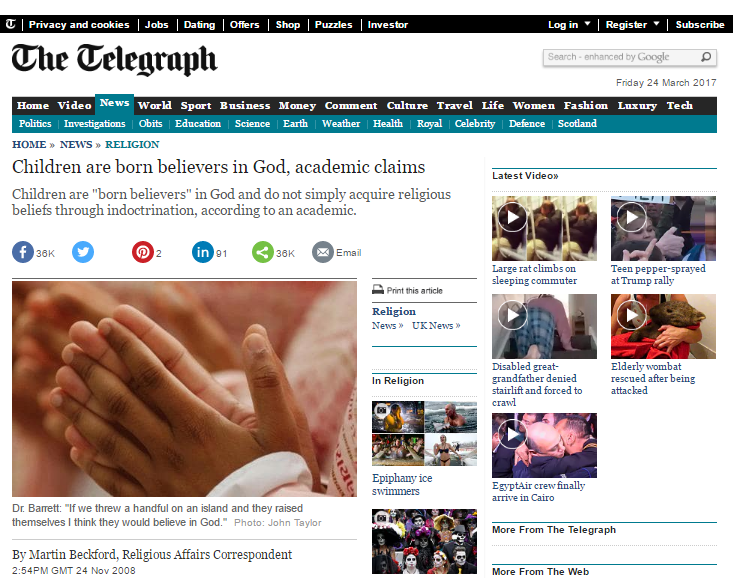 Privacy and cookies Jobs Dating Offers Shop Puzzles Investor Log in Register Subscribe
The Telegraph
Search - enhanced by Google
Friday 24 March 2017
Home Video News World Sport Business Money Comment Culture Travel Life Women Fashion Luxury Tech
Politics Investigations Obits Education Science Earth Weather Health Royal Celebrity Defence Scotland
HOME » NEWS » RELIGION
Children are born believers in God, academic claims
Children are "born believers" in God and do not simply acquire religious
beliefs through indoctrination, according to an academic.
36K 2 in 91 36K Email
Dr. Barrett: "If we threw a handful on an island and they raised
themselves I think they would believe in God." Photo: John Taylor
By Martin Beckford, Religious Affairs Correspondent
2:54PM GMT 24 Nov 2008
Print this article
Religion
News » UK News »
In Religion
Epiphany ice
swimmers
Latest Video»
Large rat climbs on
sleeping commuter
Teen pepper-sprayed
at Trump rally
Disabled great-
grandfather denied
stairlift and forced to
crawl
Elderly wombat
rescued after being
attacked
EgyptAir crew finally
arrive in Cairo
More From The Telegraph
More From The Web